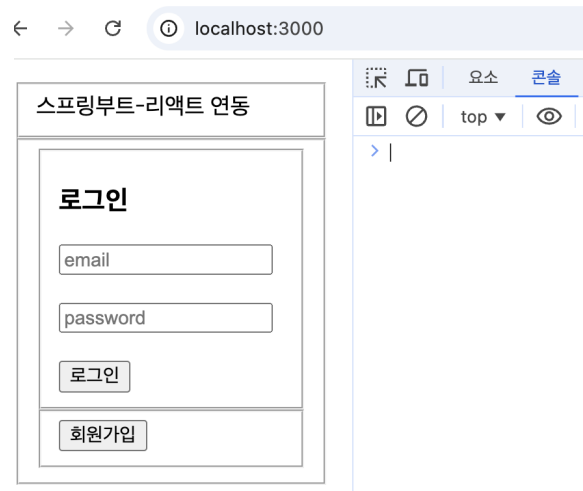 localhost:3000
요소 콘솔
top ▼
스프링부트-리액트 연동
로그인
email
password
로그인
회원가입